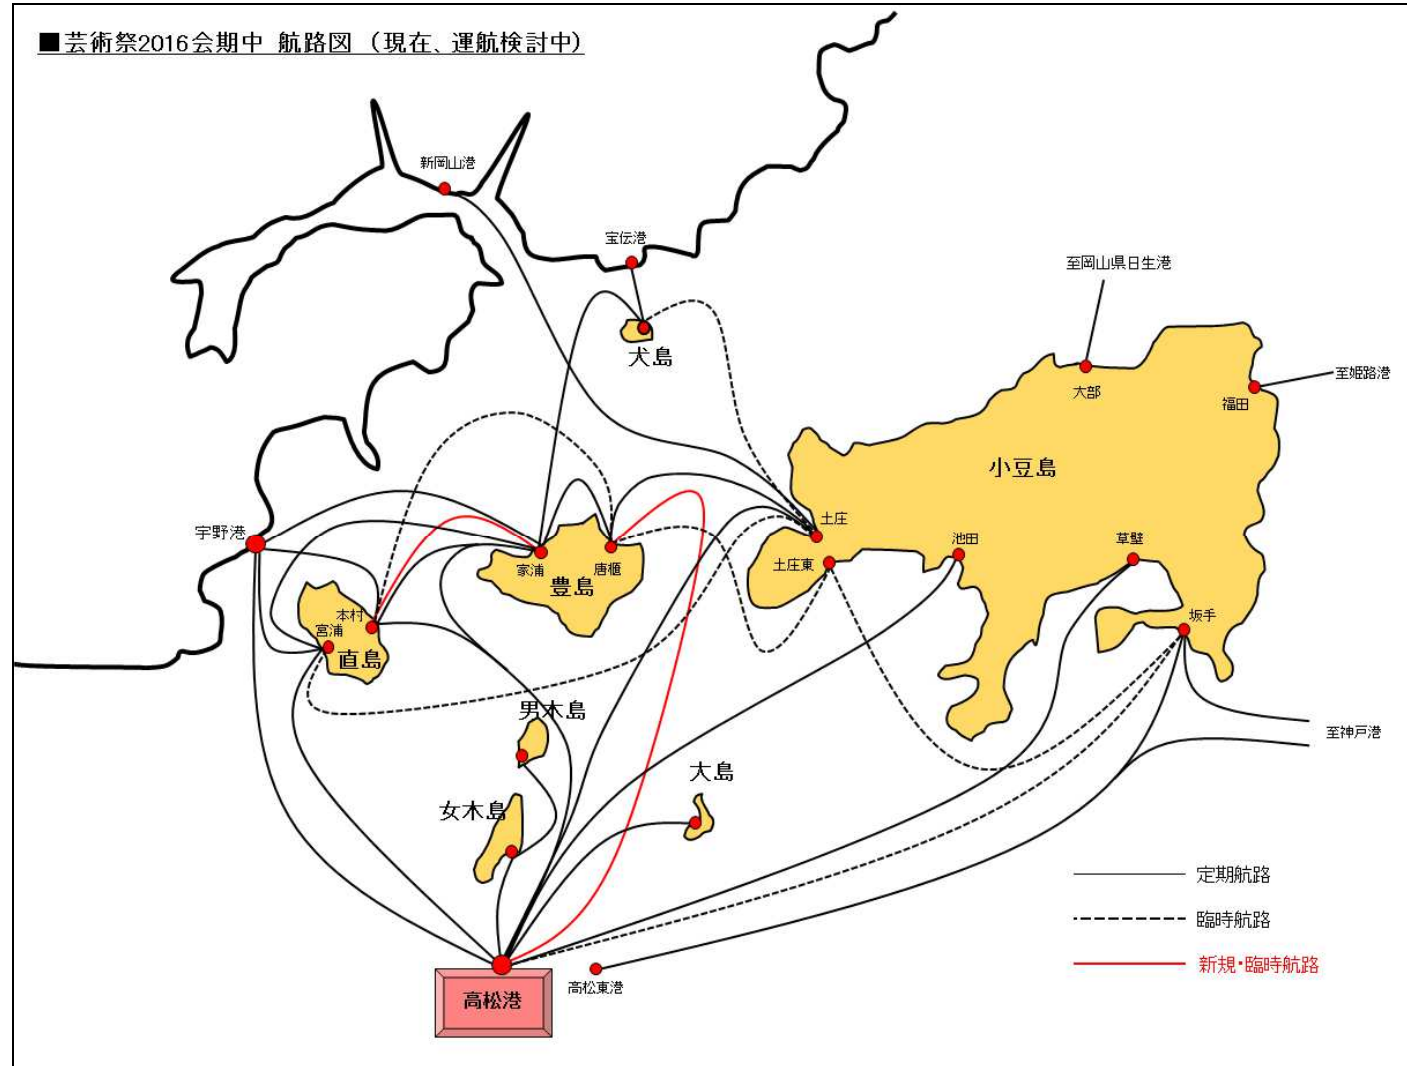 ■芸術祭2016会期中 航路図 (現在、運航検討中)
新岡山港
宝伝港
至岡山県日生港
犬島
大部
至姫路港
福田
小豆島
宇野港
土庄
家浦
唐櫃
土庄東
池田
草壁
豊島
本村
宮浦
直島
坂手
男木島
至神戸港
大島
女木島
定期航路
臨時航路
新規・臨時航路
高松港
高松東港